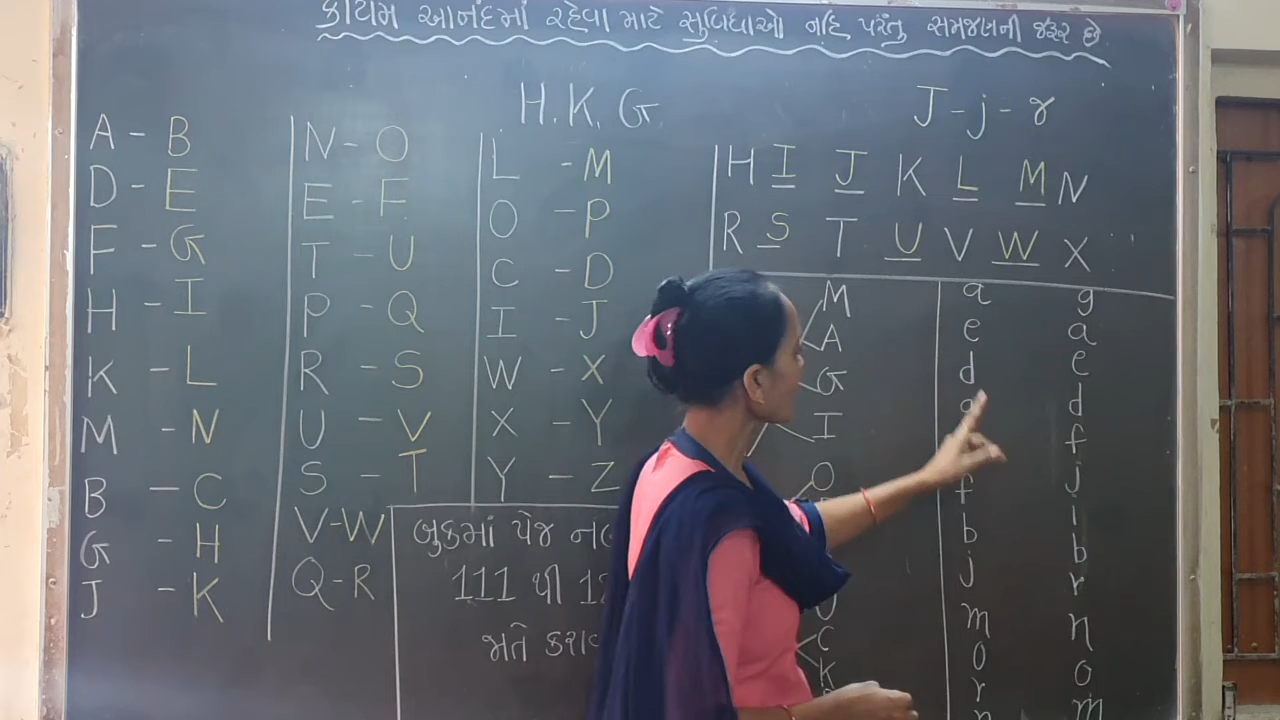 કાયમ આનંદમાં રહેવા માટે સુવિધાઓ નહિ પરંતુ સમજણની જરૂર છે
H. K. G.
J - j - r
A - B
D - E
F - G
H - I
K - L
M - N
B - C
G - H
J - K
N - O
E - F
T - U
P - Q
R - S
U - V
S - T
V - W
Q - R
L - M
O - P
C - D
I - J
W - X
X - Y
Y - Z
બુકમાં પેજ
111 થી
જાતે
H I J K L M N
R S T U V W X
M
A
G
I
O
U
C
K
a
e
d
f
b
j
m
o
r
g
a
e
d
f
j
i
b
r
n
o
m